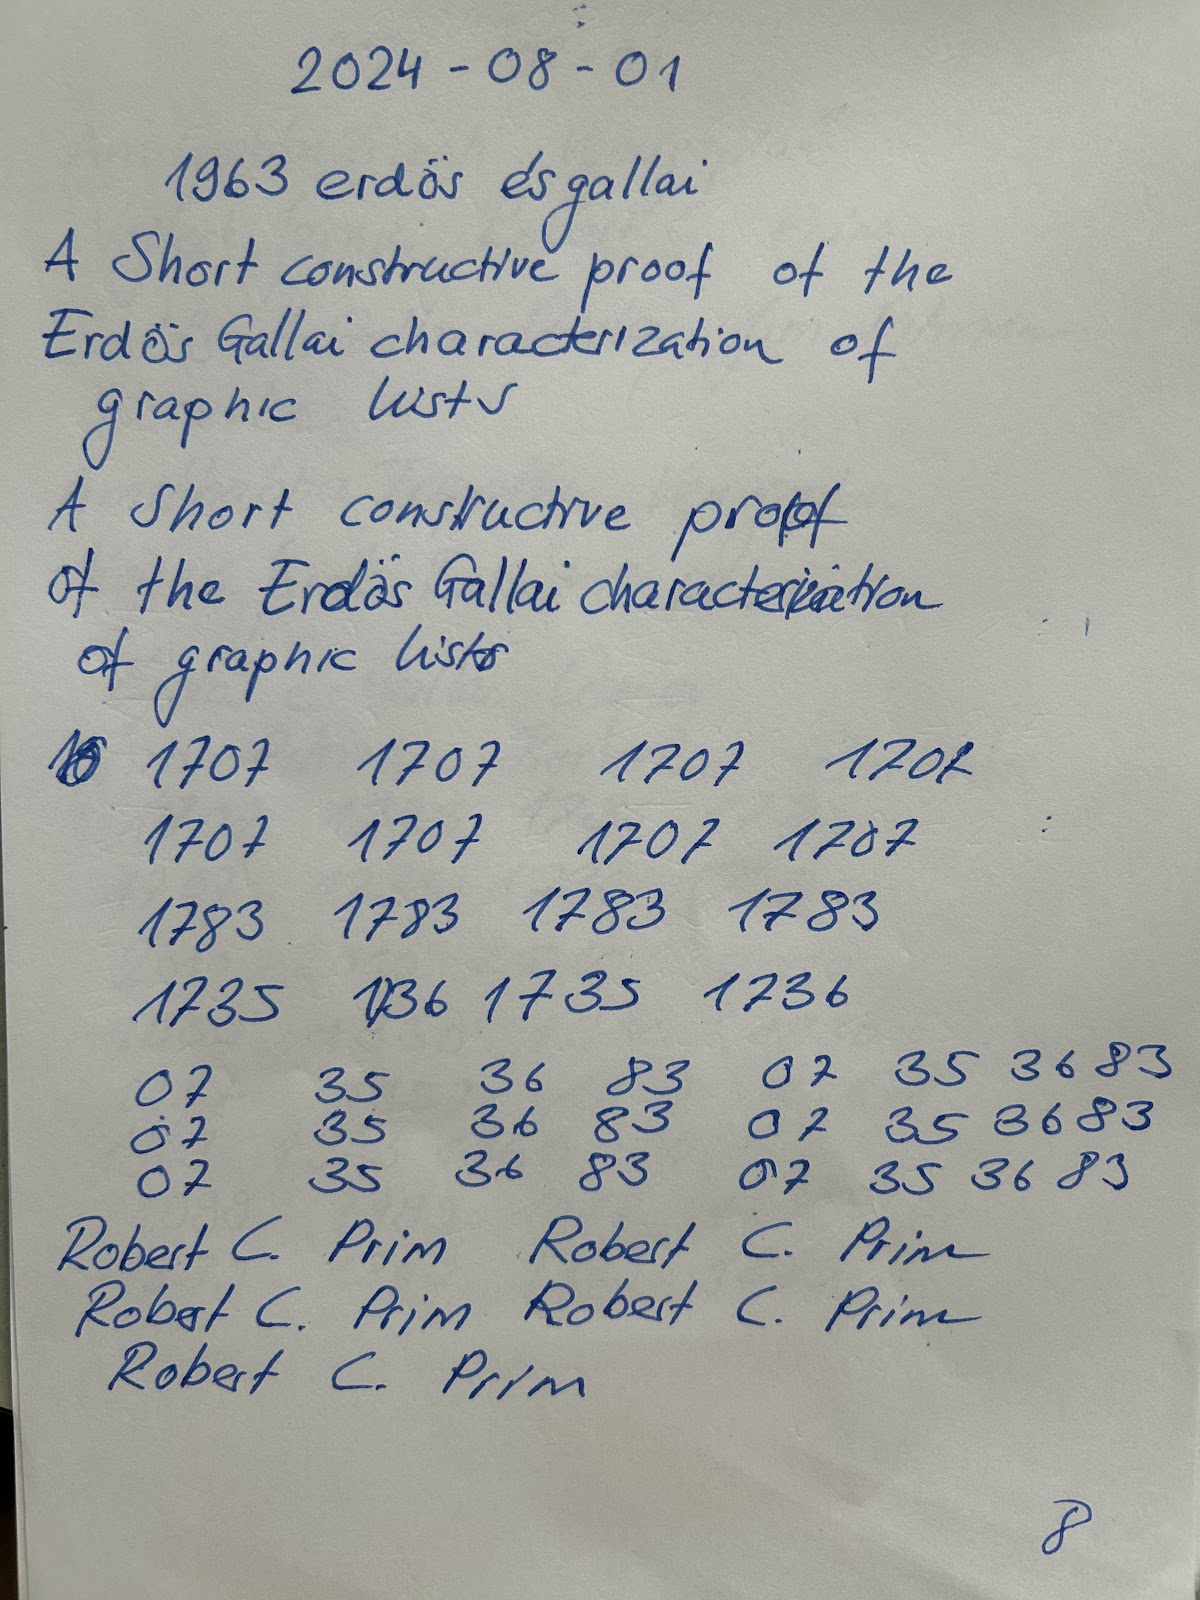 2024-08-01
1963 erdös és gallai
A Short constructive proof of the
Erdös Gallai characterization of
graphic lists
A short constructive proof
of the Erdös Gallai characterization
of graphic lists
1707 1707 1707 1707
1707 1707 1707 1707
1783 1783 1783 1783
1735 1736 1735 1736
07 35 36 83 07 35 36 83
07 35 36 83 07 35 36 83
07 35 36 83 07 35 36 83
Robert C. Prim Robert C. Prim
Robert C. Prim Robert C. Prim
Robert C. Prim
8